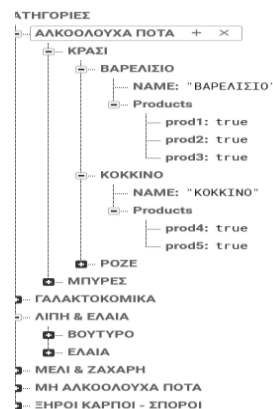 ΑΤΗΓΟΡΙΕΣ
ΑΛΚΟΟΛΟΥΧΑ ΠΟΤΑ + ×
ΚΡΑΣΙ
ΒΑΡΕΛΙΣΙΟ
NAME: "ΒΑΡΕΛΙΣΙΟ"
Products
prod1: true
prod2: true
prod3: true
ΚΟΚΚΙΝΟ
NAME: "ΚΟΚΚΙΝΟ"
Products
prod4: true
prod5: true
ΡΟΖΕ
ΜΠΥΡΕΣ
ΓΑΛΑΚΤΟΚΟΜΙΚΑ
ΛΙΠΗ & ΕΛΑΙΑ
ΒΟΥΤΥΡΟ
ΕΛΑΙΑ
ΜΕΛΙ & ΖΑΧΑΡΗ
ΜΗ ΑΛΚΟΟΛΟΥΧΑ ΠΟΤΑ
ΞΗΡΟΙ ΚΑΡΠΟΙ - ΣΠΟΡΟΙ